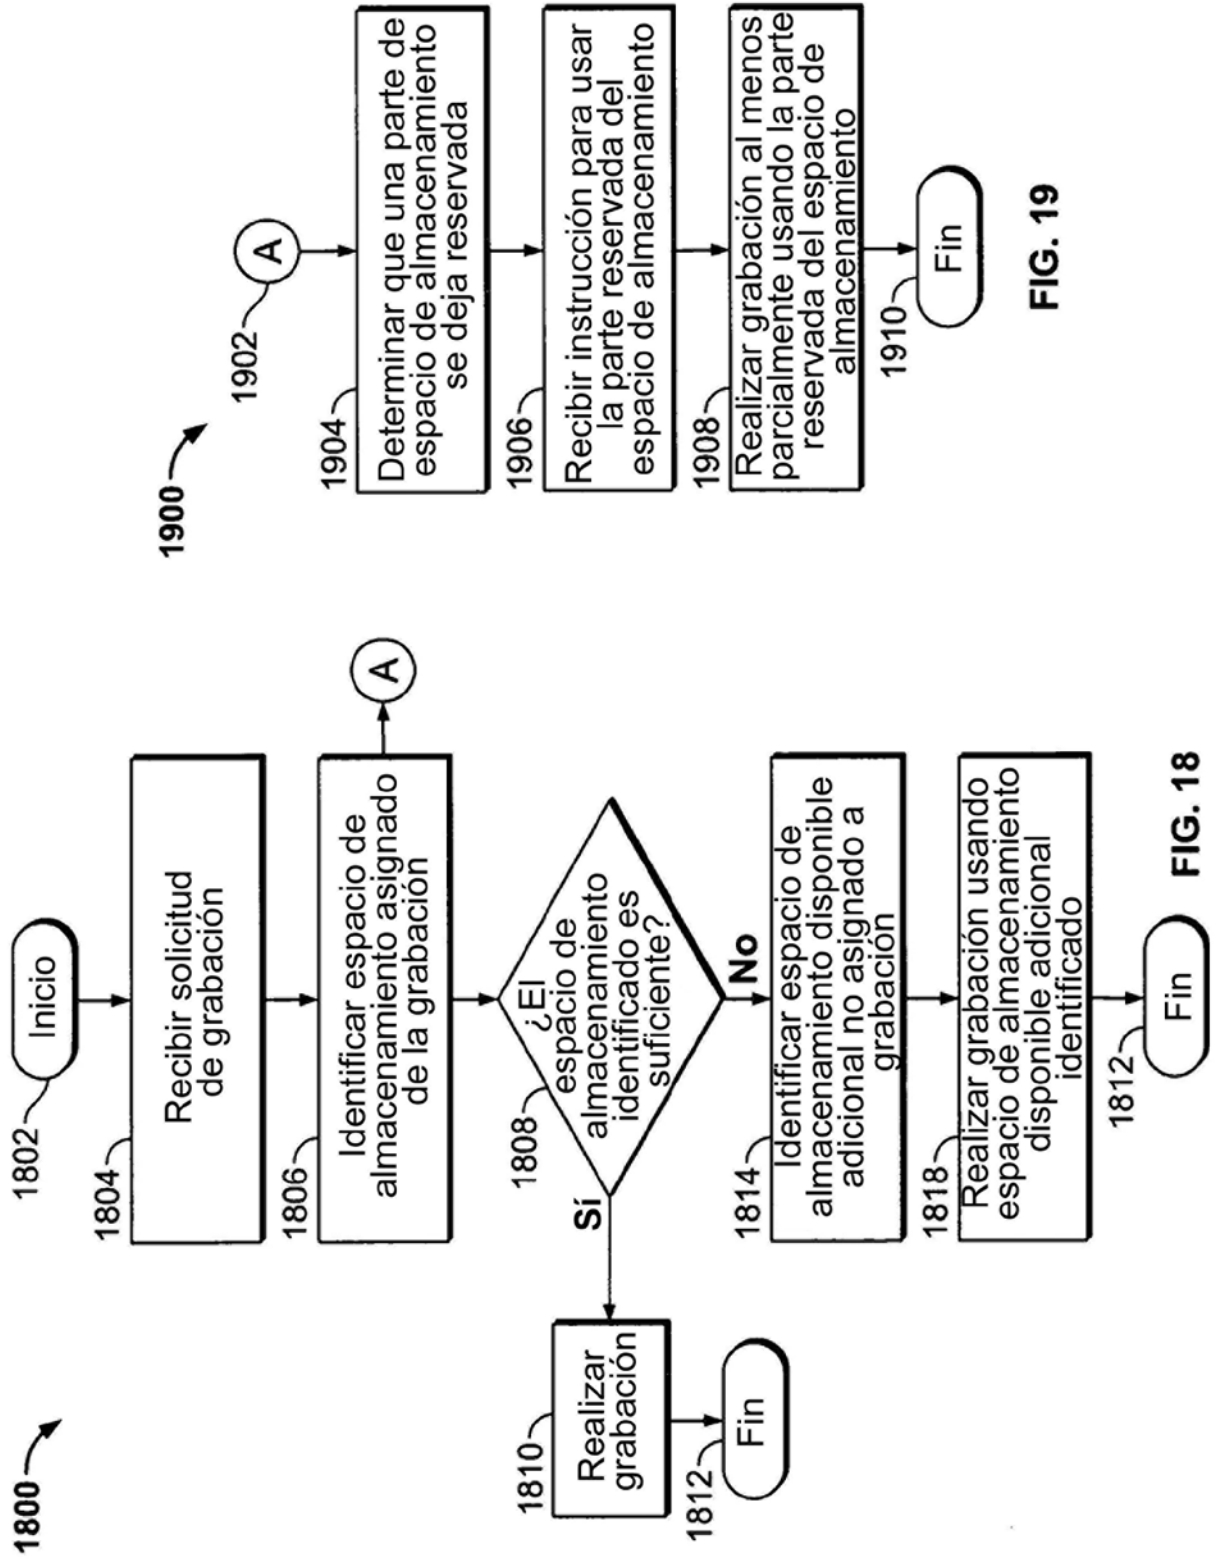 1800
1802
Inicio
1804
Recibir solicitud
de grabación
1806
Identificar espacio de
almacenamiento asignado
de la grabación
A
1808
¿El
espacio de
almacenamiento
identificado es
suficiente?
Sí
No
1810
Realizar
grabación
1812
Fin
1814
Identificar espacio de
almacenamiento disponible
adicional no asignado a
grabación
1818
Realizar grabación usando
espacio de almacenamiento
disponible adicional
identificado
1812
Fin
FIG. 18
1900
1902
A
1904
Determinar que una parte de
espacio de almacenamiento
se deja reservada
1906
Recibir instrucción para usar
la parte reservada del
espacio de almacenamiento
1908
Realizar grabación al menos
parcialmente usando la parte
reservada del espacio de
almacenamiento
1910
Fin
FIG. 19